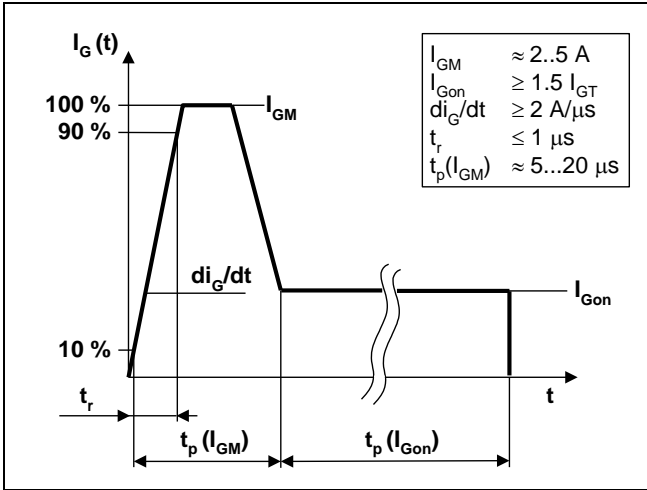 I_G (t)
100 %
90 %
10 %
I_GM
di_G/dt
I_Gon
t
t_r
t_p (I_GM)
t_p (I_Gon)
I_GM ≈ 2..5 A
I_Gon ≥ 1.5 I_GT
di_G/dt ≥ 2 A/μs
t_r ≤ 1 μs
t_p(I_GM) ≈ 5...20 μs